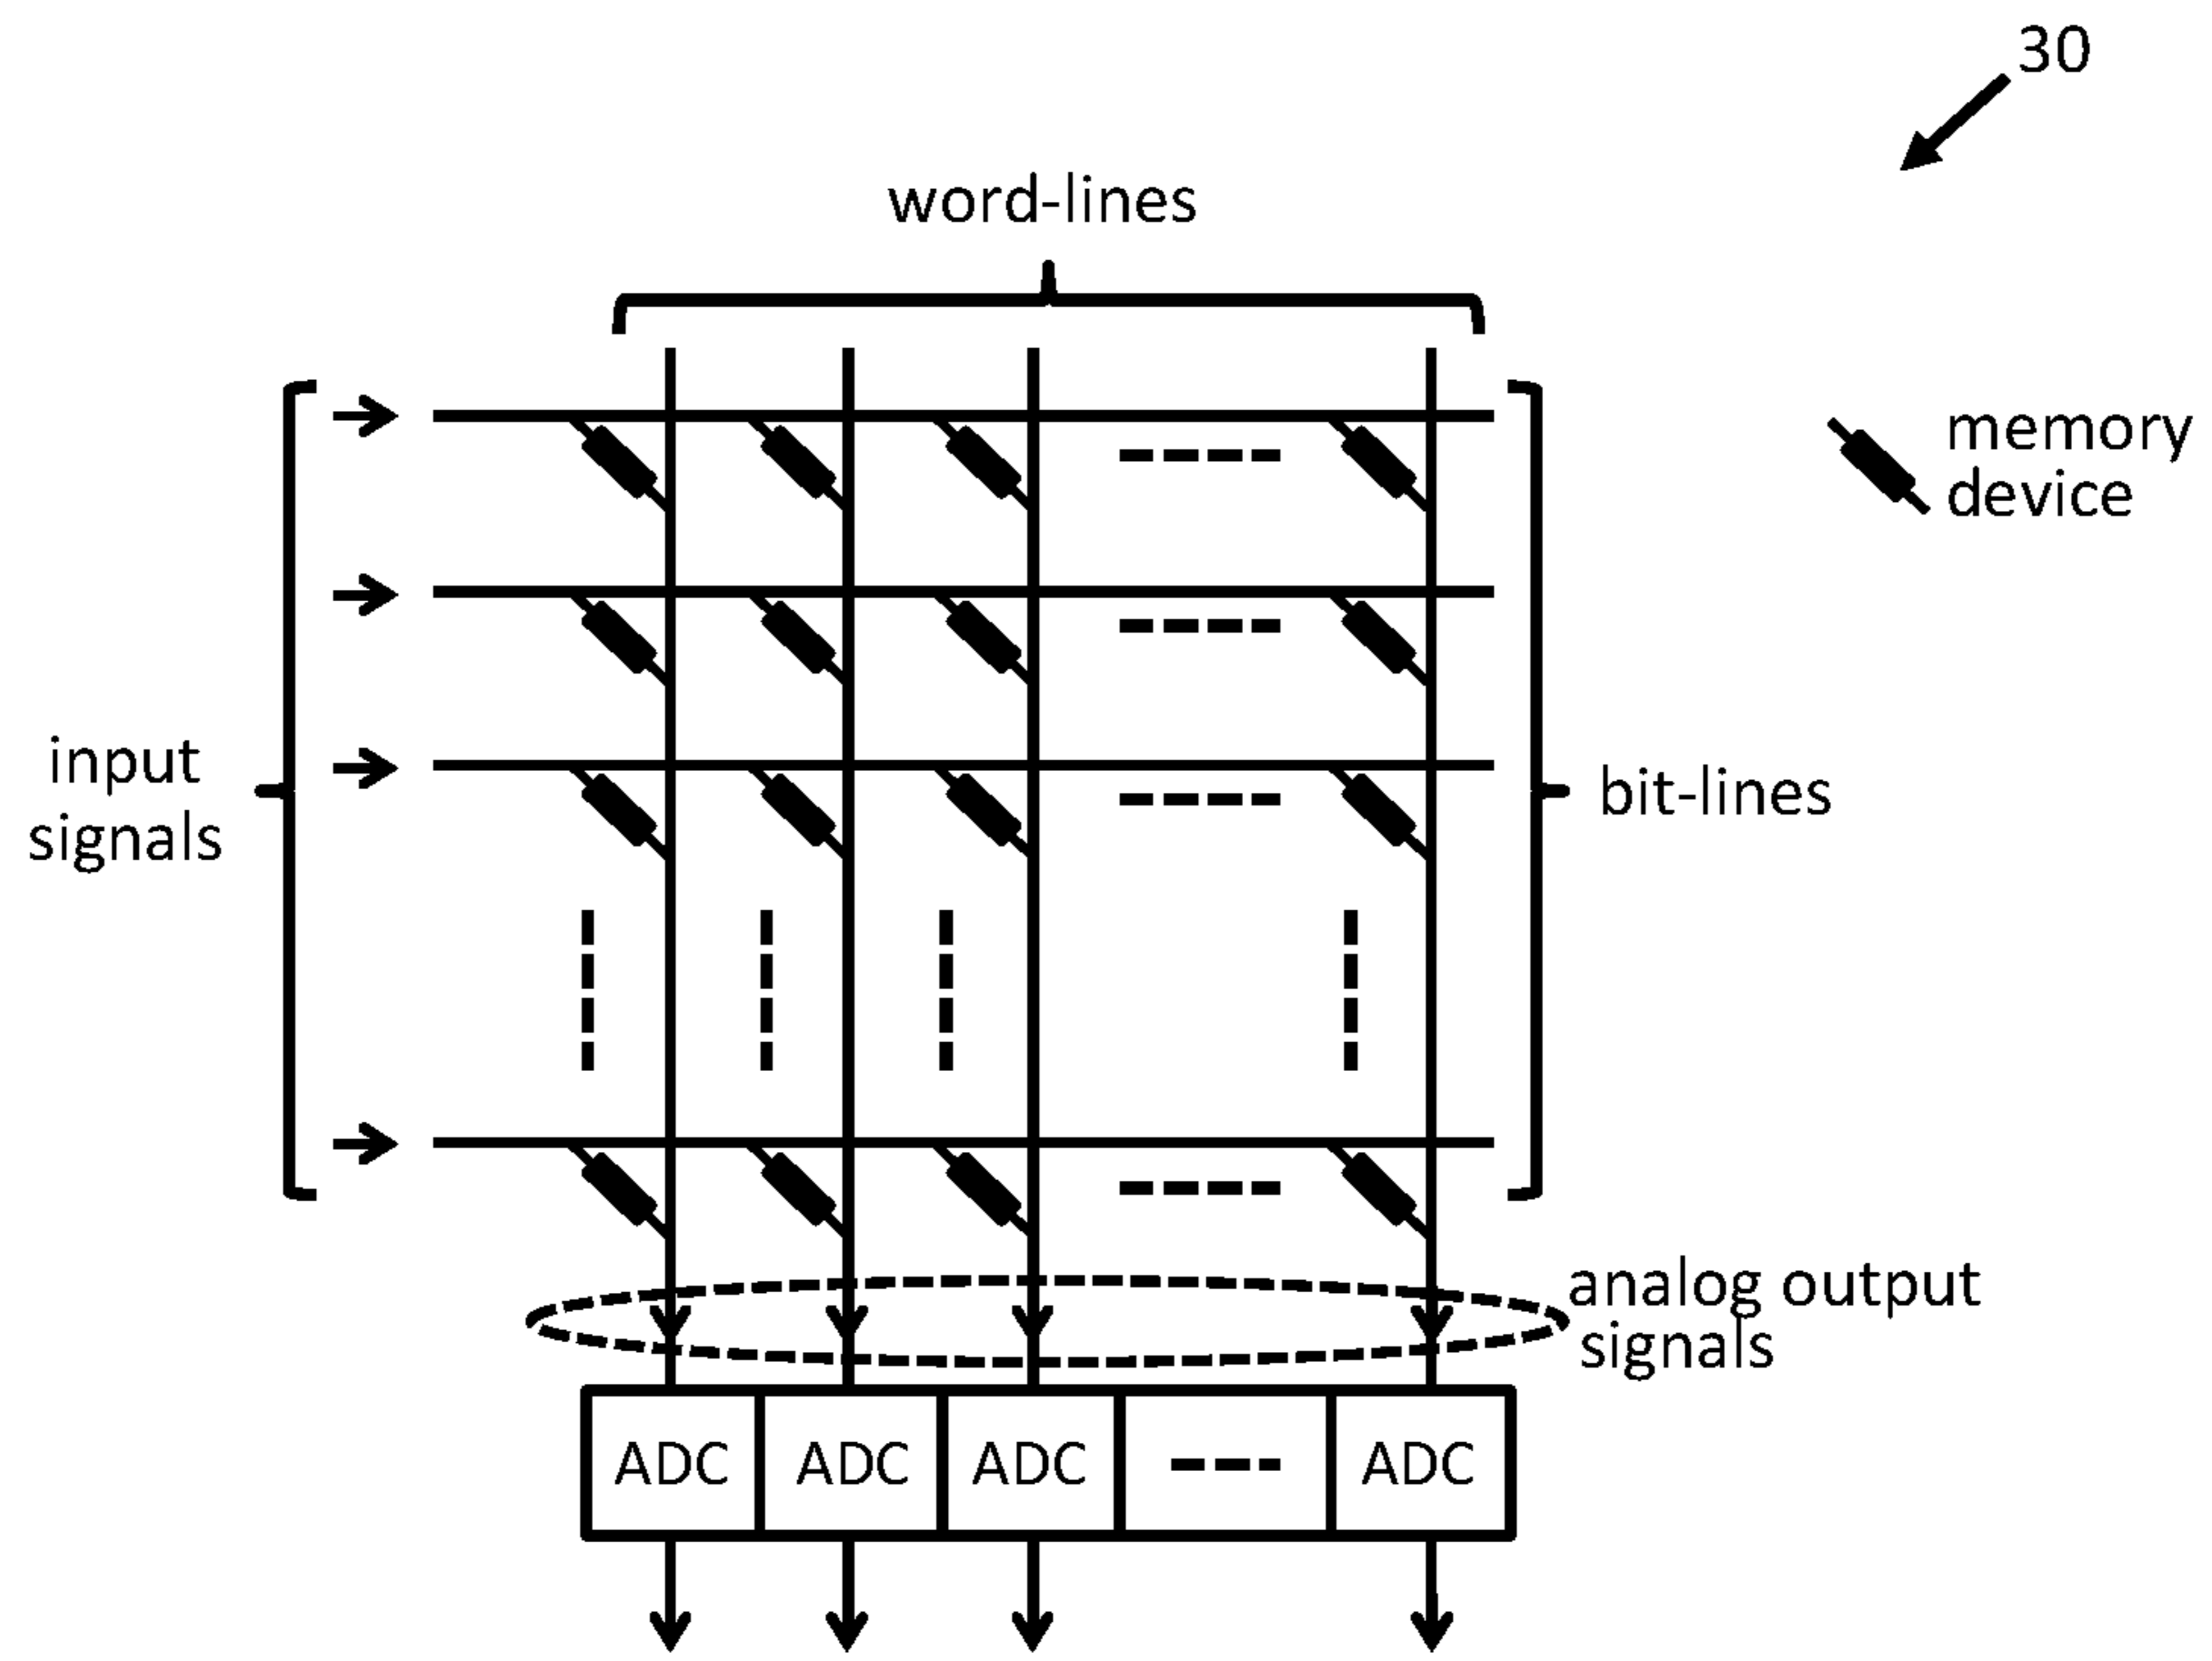 30
word-lines
memory
device
input
signals
bit-lines
analog output
signals
ADC
ADC
ADC
ADC